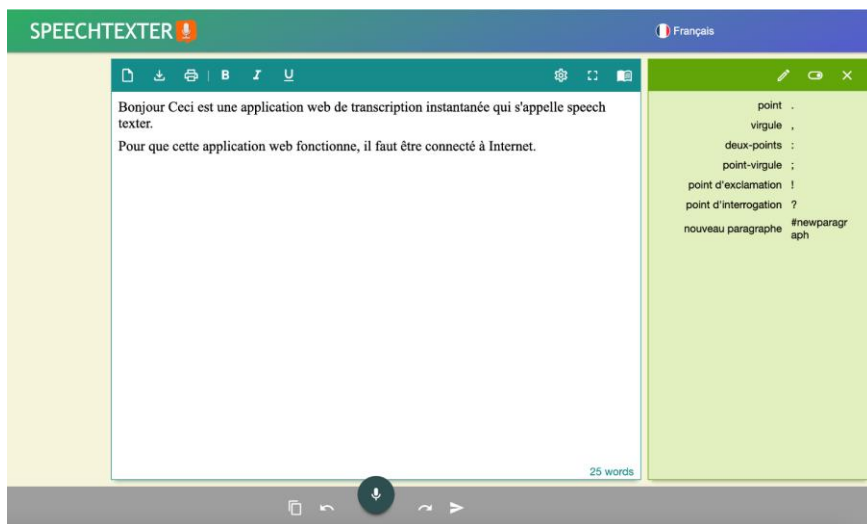 SPEECHTEXTER
Français
B I U
Bonjour Ceci est une application web de transcription instantanée qui s'appelle speech
texter.
Pour que cette application web fonctionne, il faut être connecté à Internet.
25 words
point .
virgule ,
deux-points :
point-virgule ;
point d'exclamation !
point d'interrogation ?
nouveau paragraphe #newparagr
aph